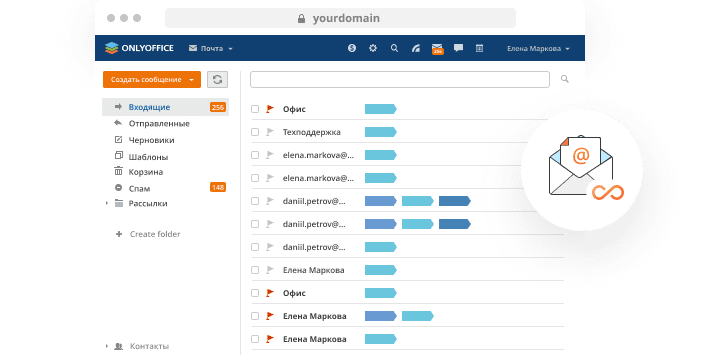 yourdomain
ONLYOFFICE Почта Елена Маркова
256
Создать сообщение
Входящие 256
Отправленные
Черновики
Шаблоны
Корзина
Спам 148
Рассылки
Create folder
Контакты
Офис
Техподдержка
elena.markova@...
elena.markova@...
daniil.petrov@...
daniil.petrov@...
daniil.petrov@...
Елена Маркова
Офис
Елена Маркова
Елена Маркова
@